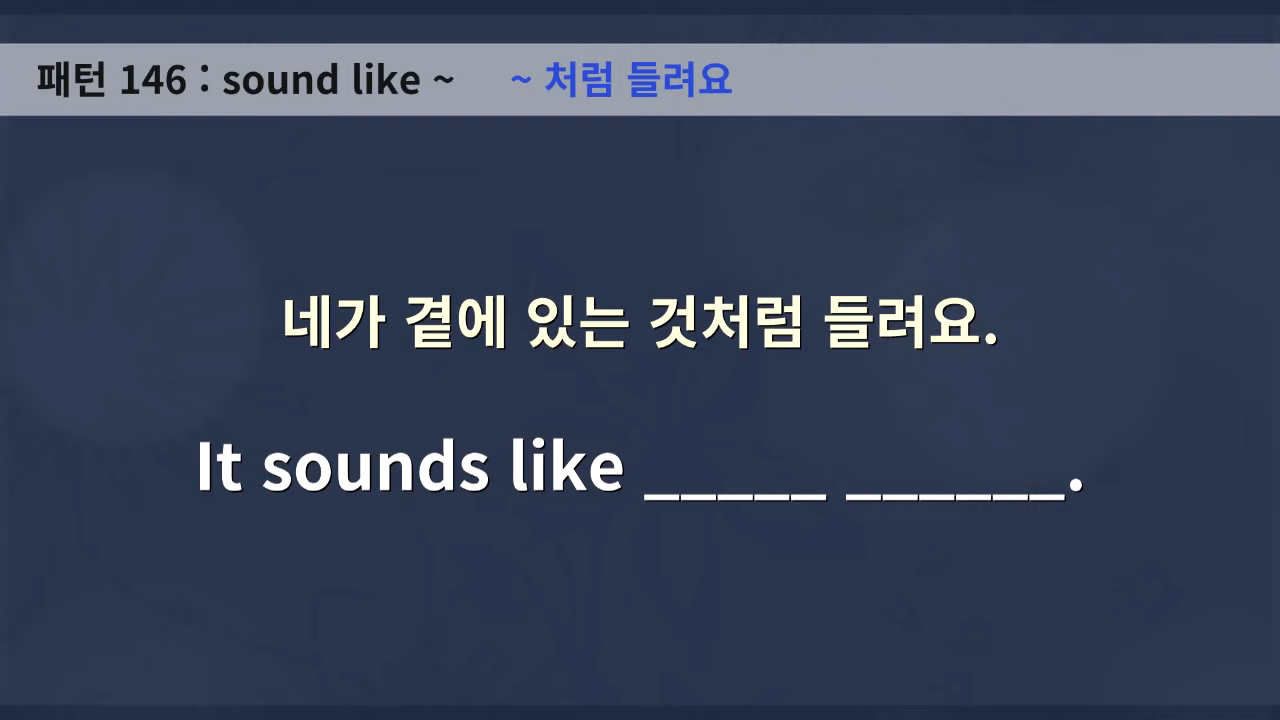 패턴 146 : sound like ~ ~ 처럼 들려요
네가 곁에 있는 것처럼 들려요.
It sounds like _____ ______.